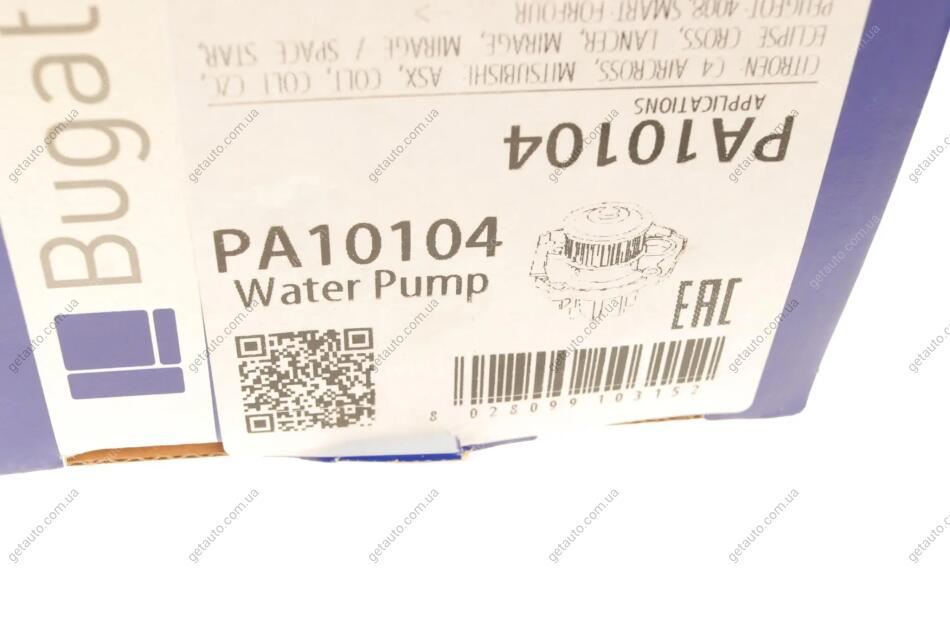 PEUGEOT: 4008, SMART: FORFOUR
ECLIPSE CROSS, LANCER, MIRAGE, MIRAGE / SPACE STAR,
CITROEN: C4 AIRCROSS, MITSUBISHI: ASX, COLT, COLT CZC,
APPLICATIONS
PA10104
Bugat
PA10104
Water Pump
EAC
8 028099 103152
getauto.com.ua